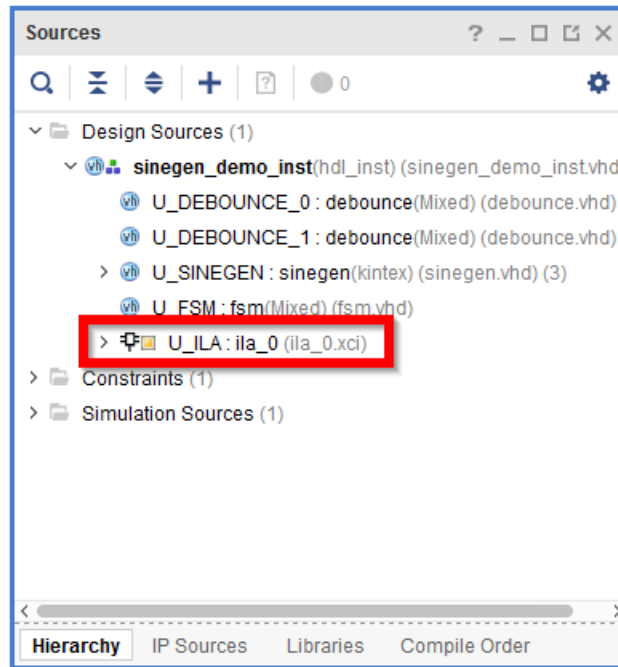 Sources
? _
0
Design Sources (1)
sinegen_demo_inst(hdl_inst) (sinegen_demo_inst.vhd
U_DEBOUNCE_0 : debounce(Mixed) (debounce.vhd)
U_DEBOUNCE_1 : debounce(Mixed) (debounce.vhd)
U_SINEGEN : sinegen(kintex) (sinegen.vhd) (3)
U_FSM : fsm(Mixed) (fsm.vhd)
U_ILA : ila_0 (ila_0.xci)
Constraints (1)
Simulation Sources (1)
Hierarchy IP Sources Libraries Compile Order